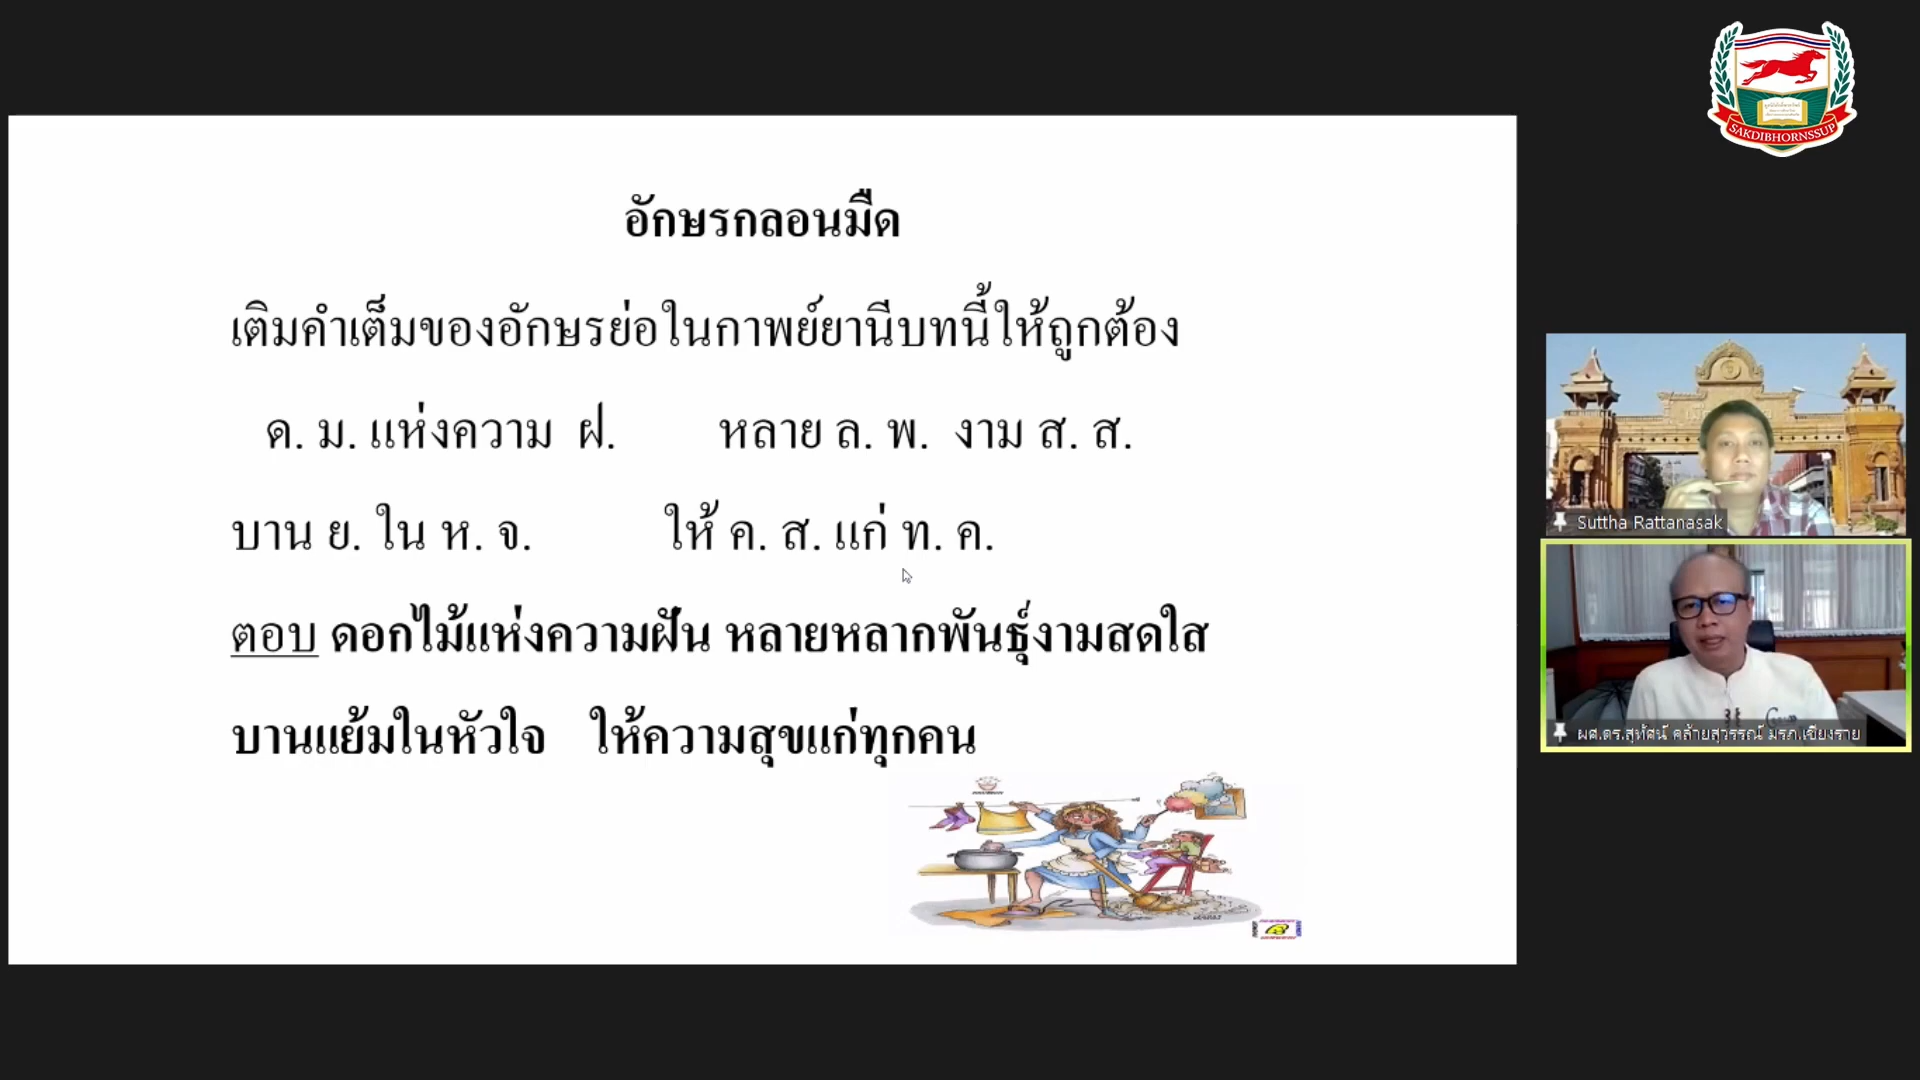 SAKDIBHORNSSUP
อักษรกลอนมืด
เติมคำเต็มของอักษรย่อในกาพย์ยานีบทนี้ให้ถูกต้อง
ด. ม. แห่งความ ฝ. หลาย ล. พ. งาม ส. ส.
บาน ย. ใน ห. จ. ให้ ค. ส. แก่ ท. ค.
ตอบ ดอกไม้แห่งความฝัน หลายหลากพันธุ์งามสดใส
บานแย้มในหัวใจ ให้ความสุขแก่ทุกคน
Suttha Rattanasak
ผศ.ดร.สุทัศน์ คล้ายสุวรรณ์ มรภ.เชียงราย